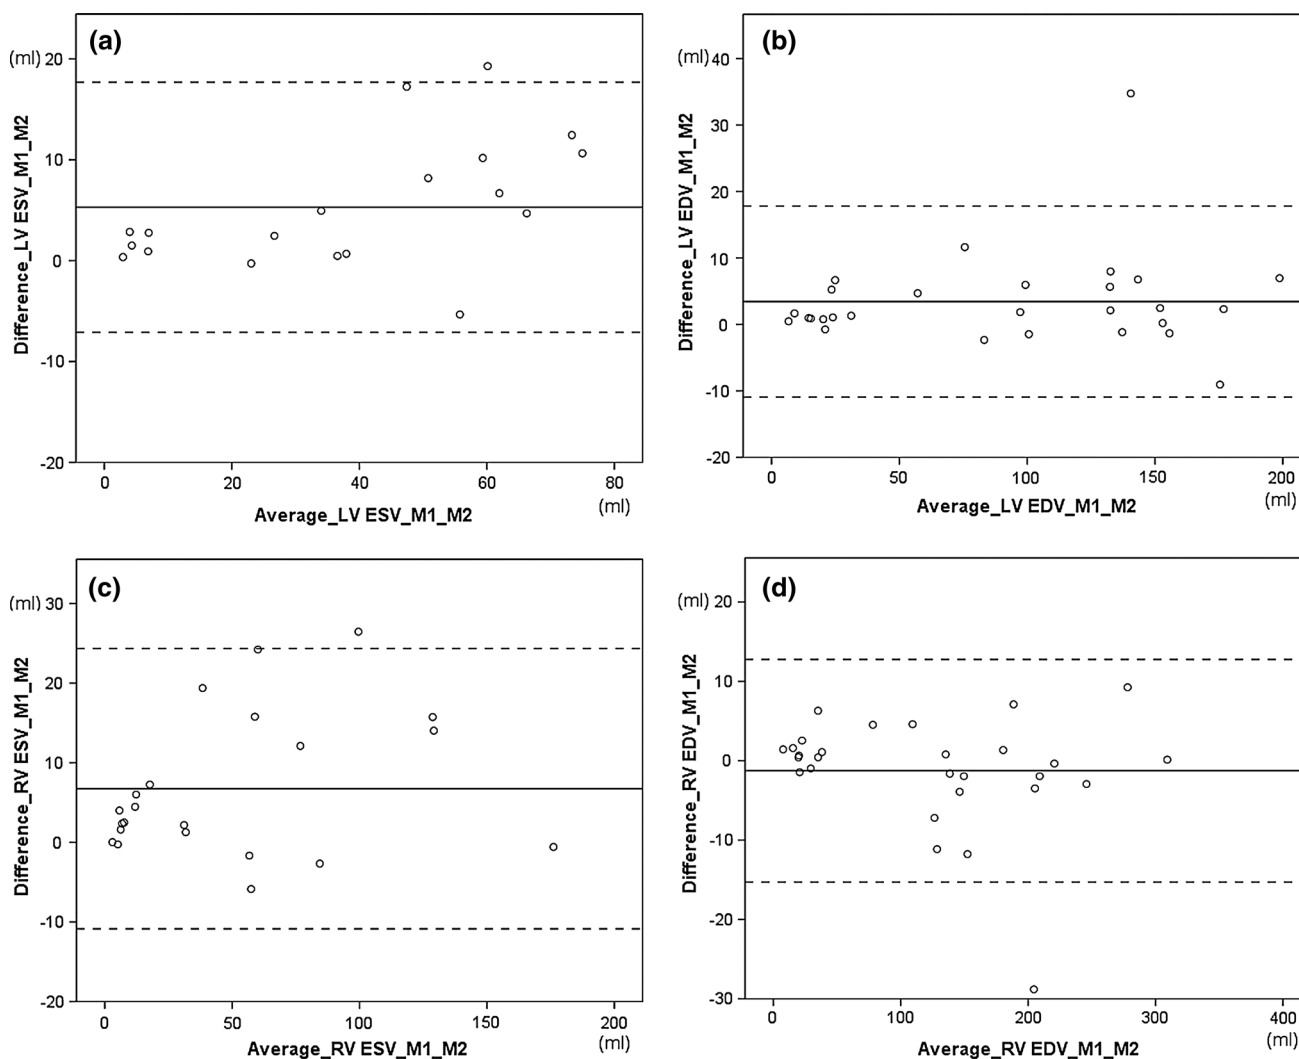 (a)
(ml) 20
10
0
-10
-20
Difference_LV ESV_M1_M2
0 20 40 60 80
(ml)
Average_LV ESV_M1_M2
(b)
(ml) 40
30
20
10
0
-10
-20
Difference_LV EDV_M1_M2
0 50 100 150 200
(ml)
Average_LV EDV_M1_M2
(c)
(ml) 30
20
10
0
-10
-20
Difference_RV ESV_M1_M2
0 50 100 150 200
(ml)
Average_RV ESV_M1_M2
(d)
(ml) 20
10
0
-10
-20
-30
Difference_RV EDV_M1_M2
0 100 200 300 400
(ml)
Average_RV EDV_M1_M2